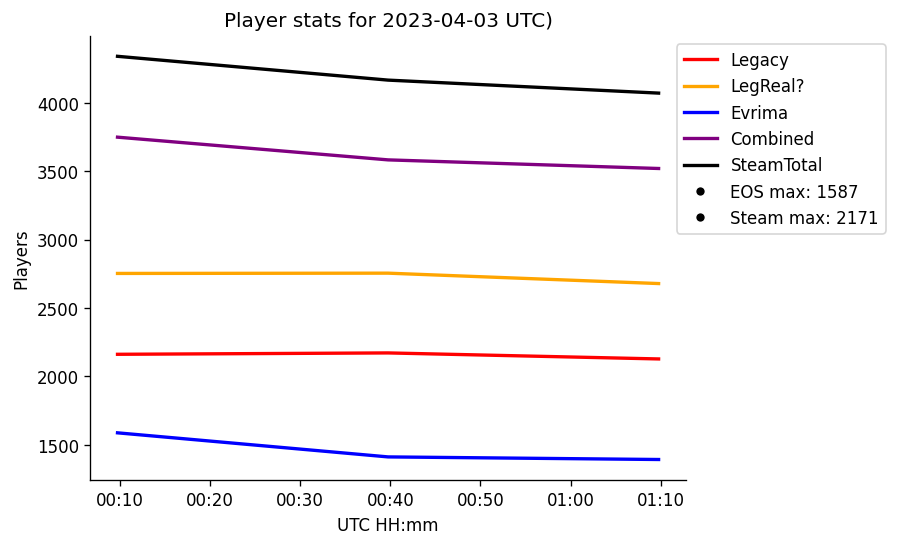 Player stats for 2023-04-03 UTC)
Legacy
LegReal?
Evrima
Combined
SteamTotal
EOS max: 1587
Steam max: 2171
Players
4000
3500
3000
2500
2000
1500
00:10 00:20 00:30 00:40 00:50 01:00 01:10
UTC HH:mm